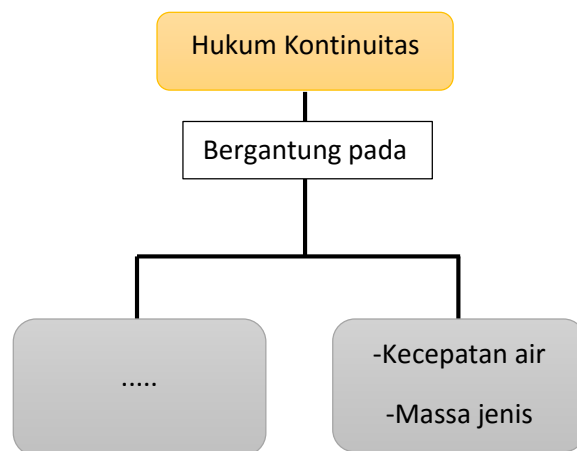 Hukum Kontinuitas
Bergantung pada
.....
-Kecepatan air
-Massa jenis